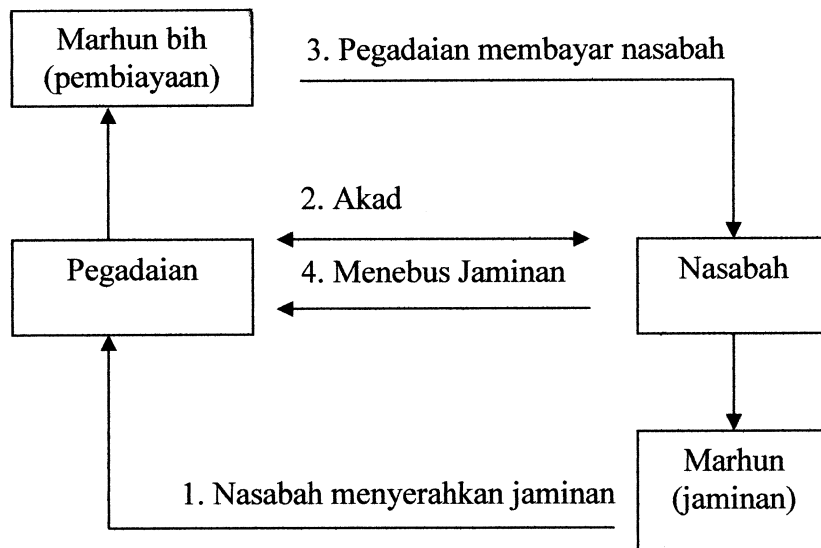 Marhun bih
(pembiayaan)
3. Pegadaian membayar nasabah
2. Akad
Pegadaian
4. Menebus Jaminan
Nasabah
Marhun
(jaminan)
1. Nasabah menyerahkan jaminan